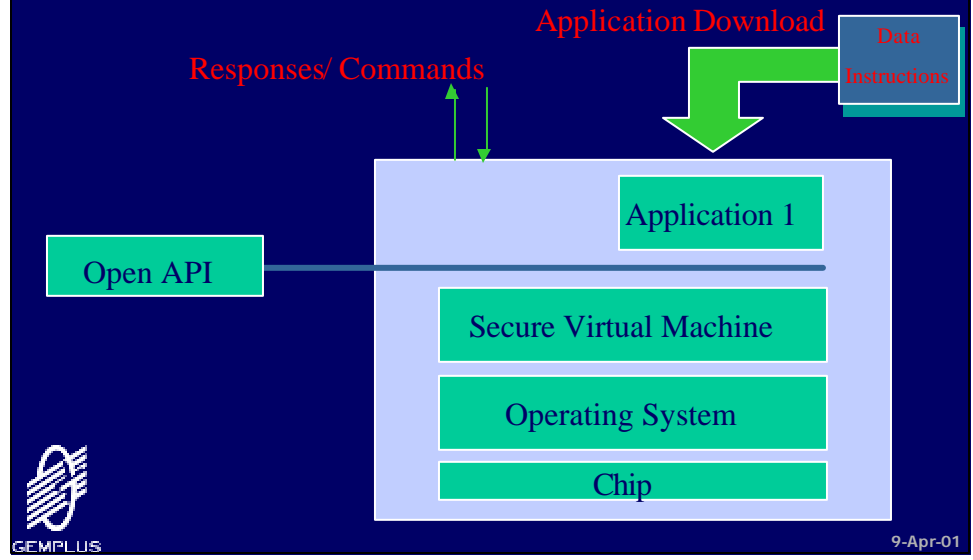 Application Download
Data
Instructions
Responses/ Commands
Application 1
Open API
Secure Virtual Machine
Operating System
Chip
GEMPLUS
9-Apr-01